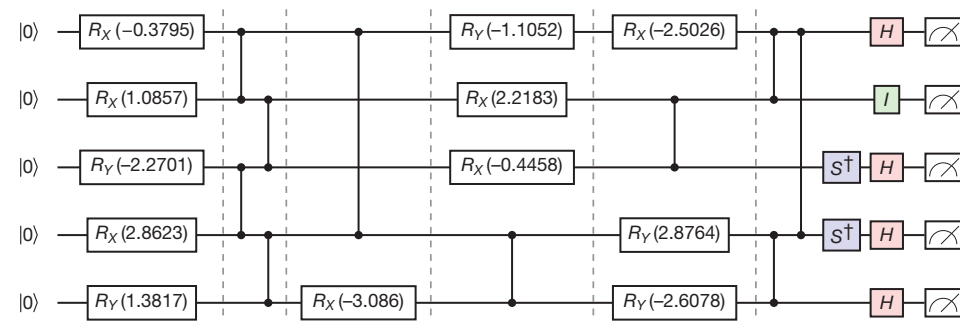 |0⟩ R_X(−0.3795) R_Y(−1.1052) R_X(−2.5026) H
|0⟩ R_X(1.0857) R_X(2.2183) I
|0⟩ R_Y(−2.2701) R_X(−0.4458) S† H
|0⟩ R_X(2.8623) R_Y(2.8764) S† H
|0⟩ R_Y(1.3817) R_X(−3.086) R_Y(−2.6078) H